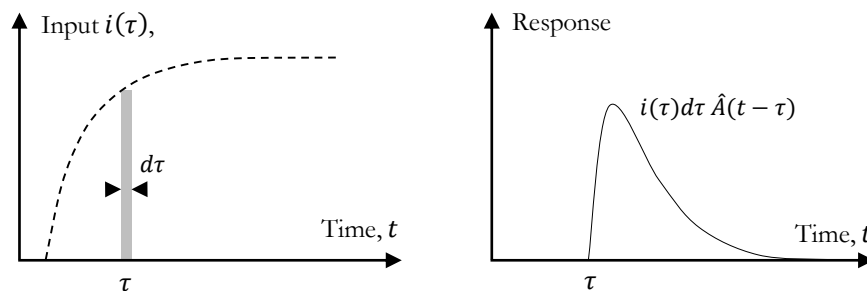 Input i(τ),
dτ
Time, t
τ
Response
i(τ)dτ Â(t − τ)
Time, t
τ